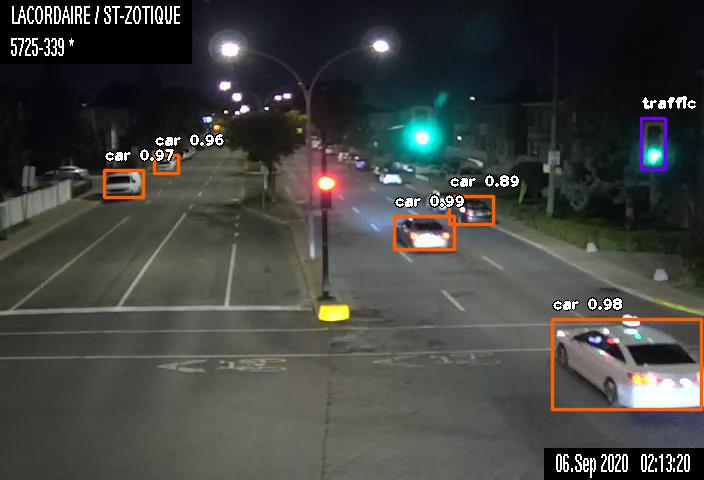 LACORDAIRE / ST-ZOTIQUE
5725-339 *
traffic
car 0.96
car 0.97
car 0.89
car 0.99
car 0.98
06.Sep 2020 02:13:20